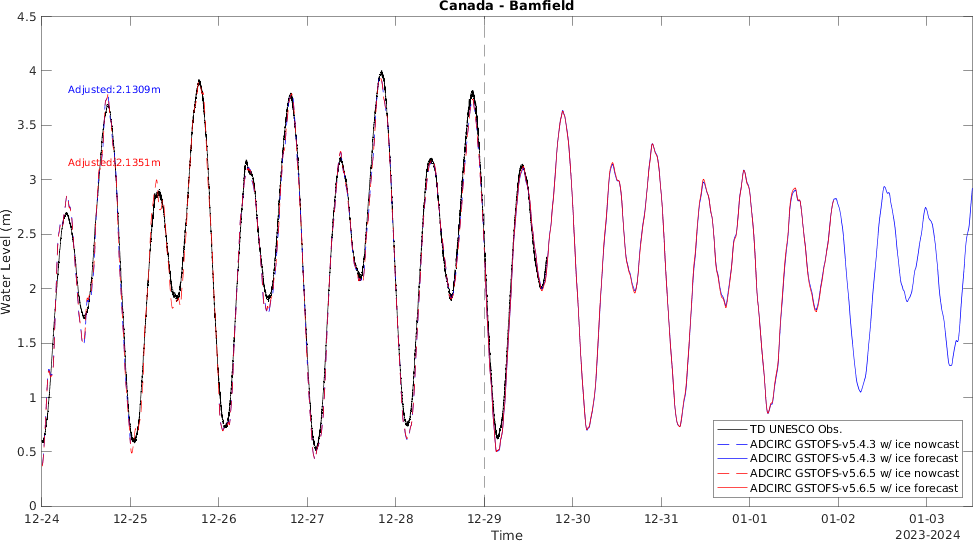 Canada - Bamfield
4.5
4
3.5
3
2.5
2
1.5
1
0.5
0
Water Level (m)
Adjusted:2.1309m
Adjusted:2.1351m
TD UNESCO Obs.
ADCIRC GSTOFS-v5.4.3 w/ ice nowcast
ADCIRC GSTOFS-v5.4.3 w/ ice forecast
ADCIRC GSTOFS-v5.6.5 w/ ice nowcast
ADCIRC GSTOFS-v5.6.5 w/ ice forecast
12-24 12-25 12-26 12-27 12-28 12-29 12-30 12-31 01-01 01-02 01-03
Time
2023-2024